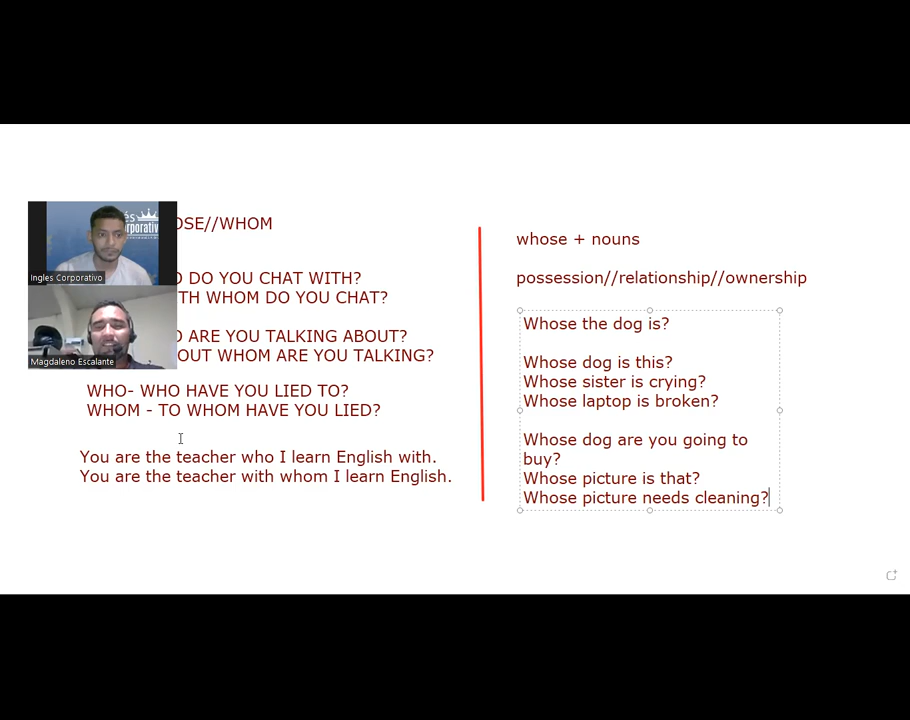 OSE//WHOM
O DO YOU CHAT WITH?
TH WHOM DO YOU CHAT?
O ARE YOU TALKING ABOUT?
OUT WHOM ARE YOU TALKING?
WHO- WHO HAVE YOU LIED TO?
WHOM - TO WHOM HAVE YOU LIED?
You are the teacher who I learn English with.
You are the teacher with whom I learn English.
Ingles Corporativo
Magdaleno Escalante
whose + nouns
possession//relationship//ownership
Whose the dog is?
Whose dog is this?
Whose sister is crying?
Whose laptop is broken?
Whose dog are you going to
buy?
Whose picture is that?
Whose picture needs cleaning?